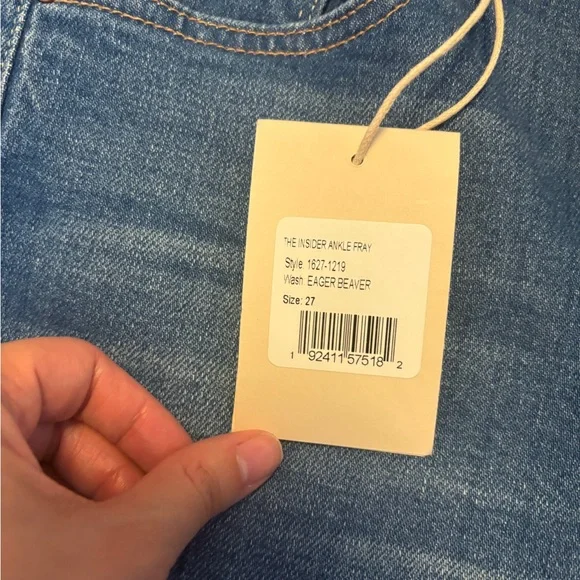 THE INSIDER ANKLE FRAY
Style: 1627-1219
Wash: EAGER BEAVER
Size: 27
1 92411 57518 2